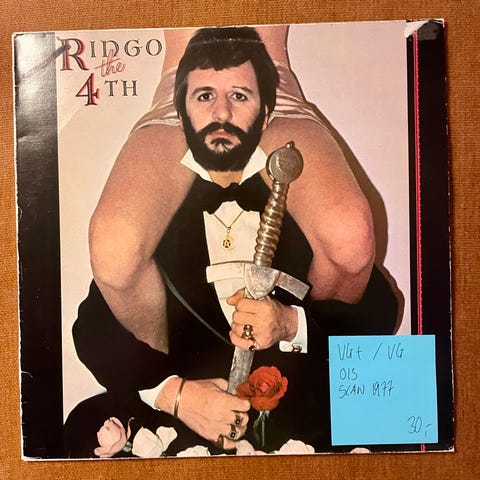 RINGO
the
4TH
VG+ / VG
OIS
SCAN 1977
30,-